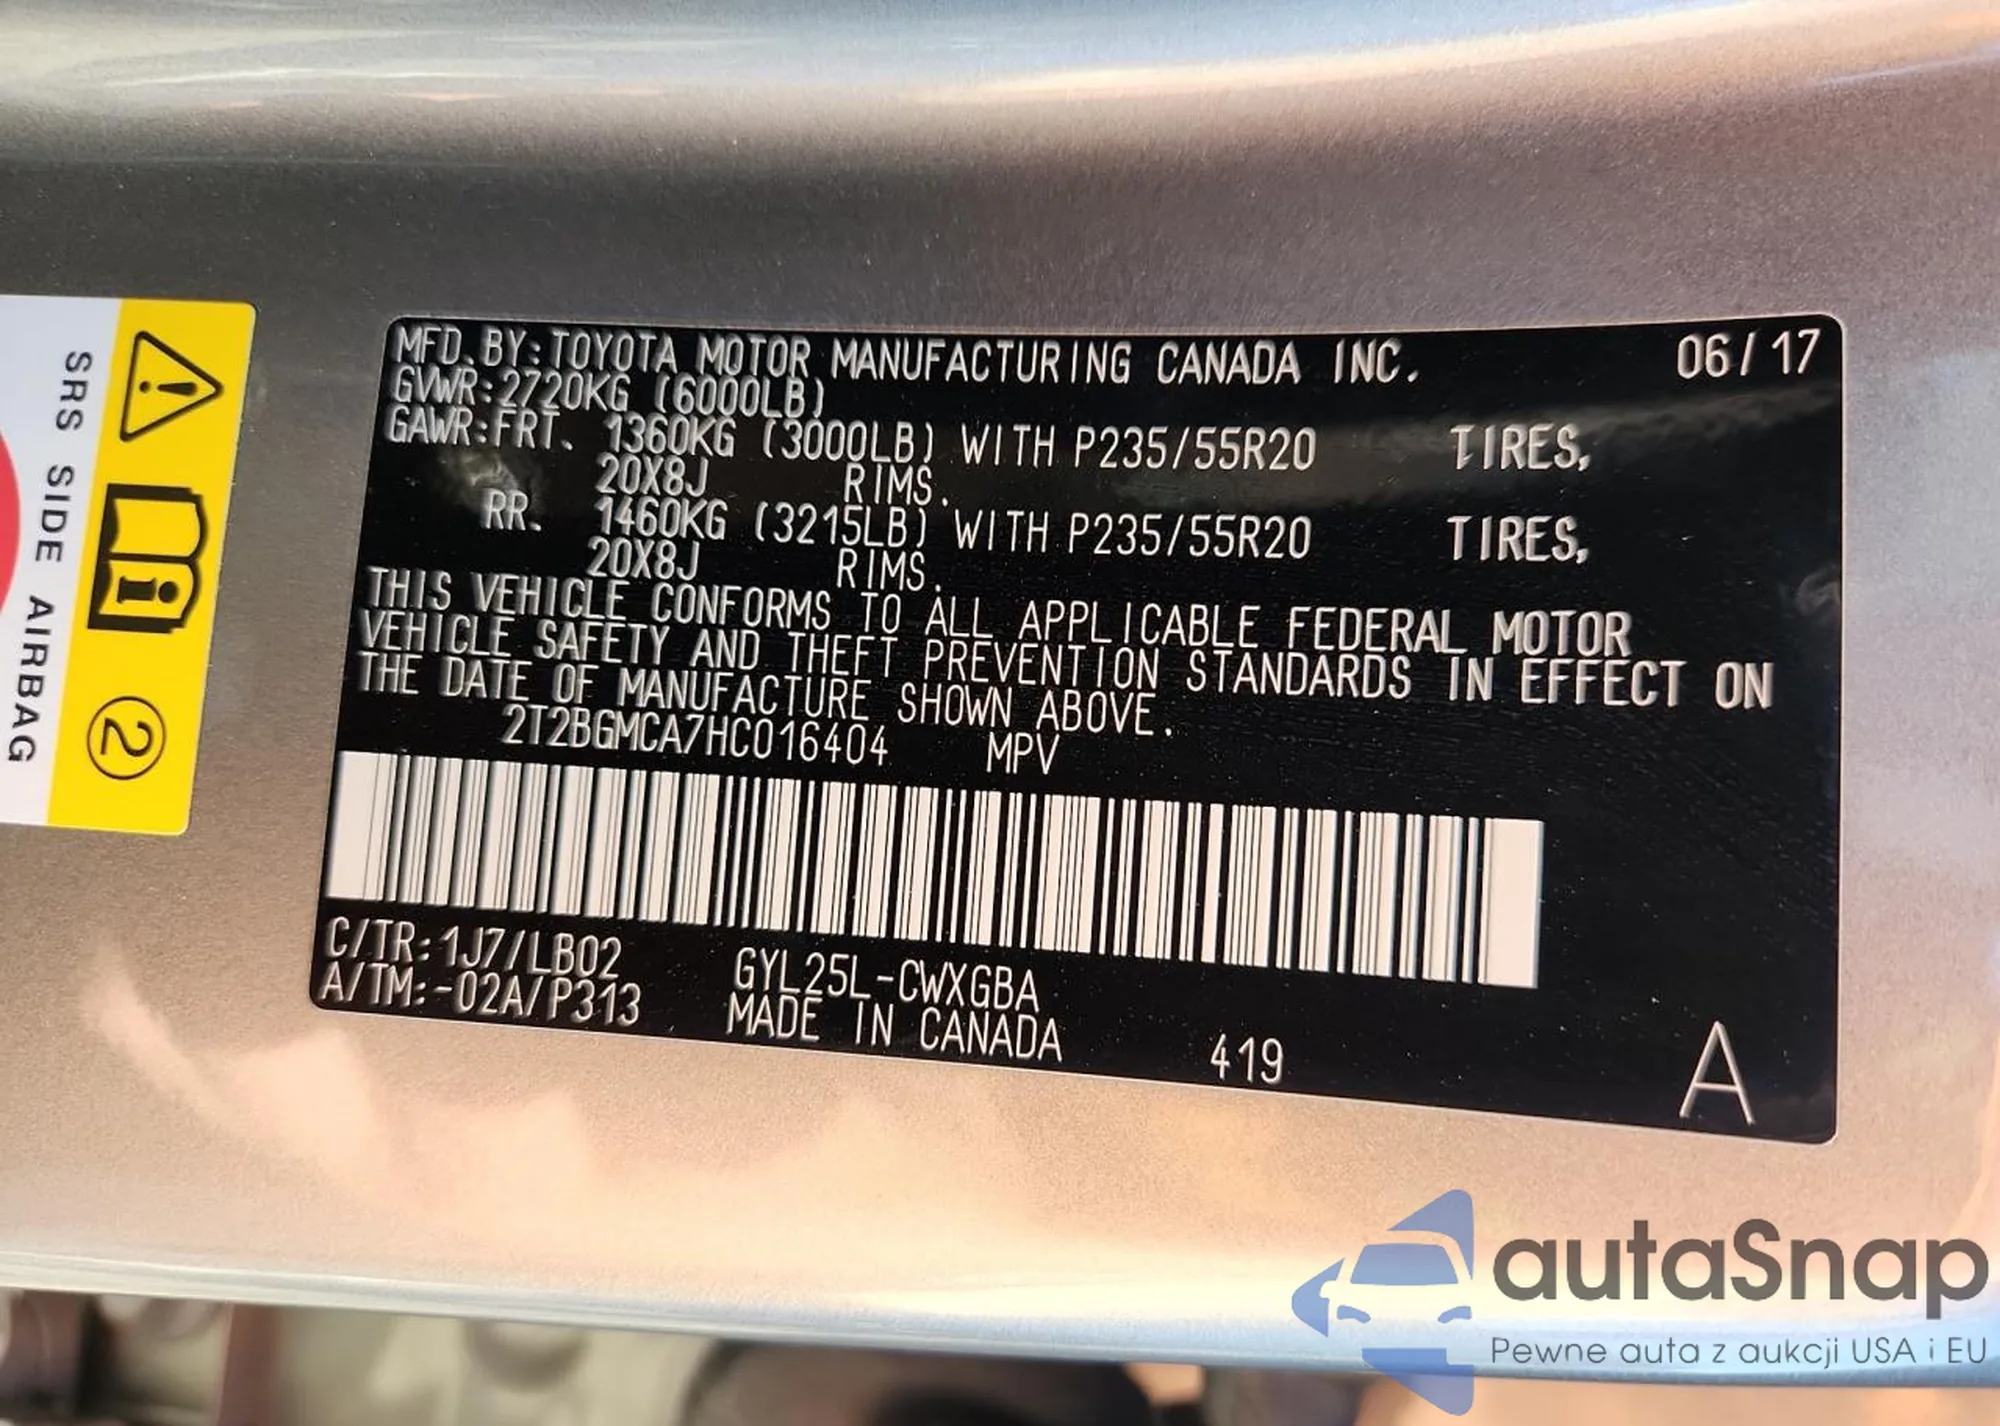 MFD. BY: TOYOTA MOTOR MANUFACTURING CANADA INC. 06/17
GVWR: 2720KG (6000LB)
GAWR: FRT. 1360KG (3000LB) WITH P235/55R20 TIRES,
20X8J RIMS.
RR. 1460KG (3215LB) WITH P235/55R20 TIRES,
20X8J RIMS.
THIS VEHICLE CONFORMS TO ALL APPLICABLE FEDERAL MOTOR
VEHICLE SAFETY AND THEFT PREVENTION STANDARDS IN EFFECT ON
THE DATE OF MANUFACTURE SHOWN ABOVE.
2T2BGMCA7HC016404 MPV
C/TR: 1J7/LB02 GYL25L-CWXGBA
A/TM: -02A/P313 MADE IN CANADA 419 A
SRS SIDE AIRBAG
2
autaSnap
Pewne auta z aukcji USA i EU